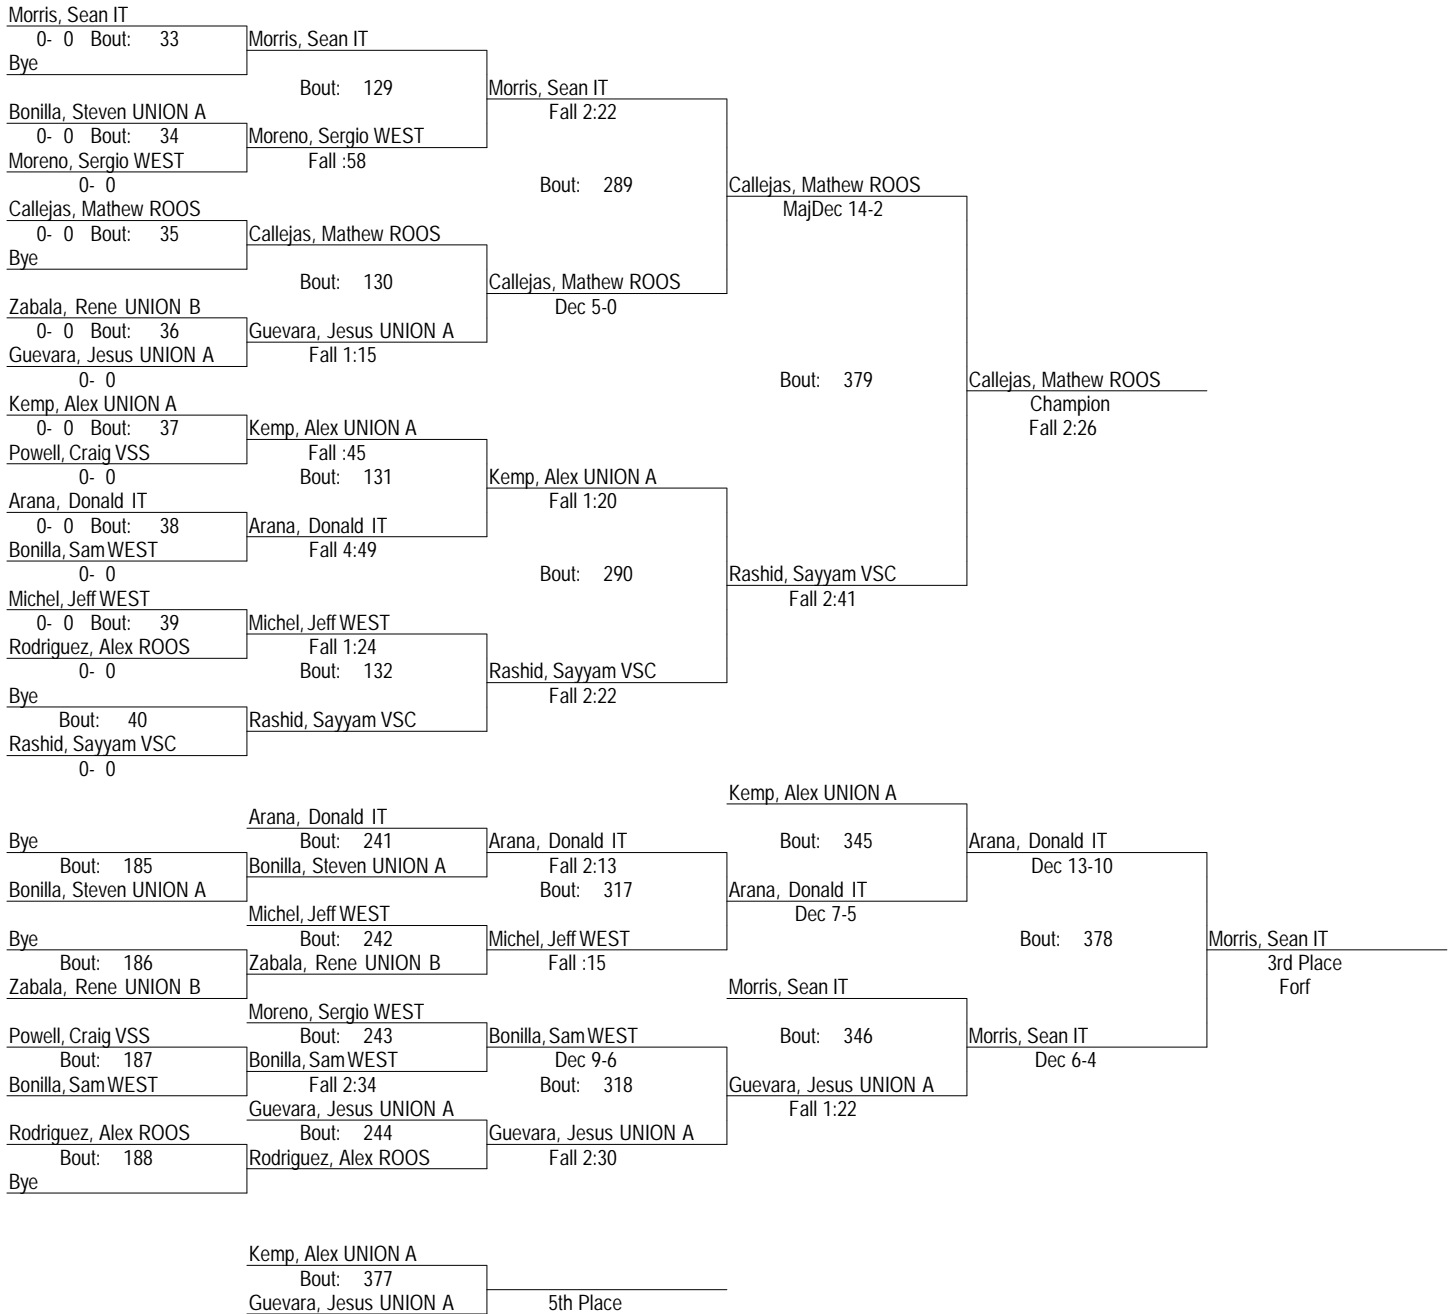 Morris, Sean IT
0- 0 Bout: 33 Morris, Sean IT
Bye
Bout: 129 Morris, Sean IT
Bonilla, Steven UNION A Fall 2:22
0- 0 Bout: 34 Moreno, Sergio WEST
Moreno, Sergio WEST Fall :58
0- 0 Bout: 289 Callejas, Mathew ROOS
Callejas, Mathew ROOS MajDec 14-2
0- 0 Bout: 35 Callejas, Mathew ROOS
Bye
Bout: 130 Callejas, Mathew ROOS
Zabala, Rene UNION B Dec 5-0
0- 0 Bout: 36 Guevara, Jesus UNION A
Guevara, Jesus UNION A Fall 1:15
0- 0 Bout: 379 Callejas, Mathew ROOS
Kemp, Alex UNION A Champion
0- 0 Bout: 37 Kemp, Alex UNION A Fall 2:26
Powell, Craig VSS Fall :45
0- 0 Bout: 131 Kemp, Alex UNION A
Arana, Donald IT Fall 1:20
0- 0 Bout: 38 Arana, Donald IT
Bonilla, Sam WEST Fall 4:49
0- 0 Bout: 290 Rashid, Sayyam VSC
Michel, Jeff WEST Fall 2:41
0- 0 Bout: 39 Michel, Jeff WEST
Rodriguez, Alex ROOS Fall 1:24
0- 0 Bout: 132 Rashid, Sayyam VSC
Bye Fall 2:22
Bout: 40 Rashid, Sayyam VSC
Rashid, Sayyam VSC
0- 0
Kemp, Alex UNION A
Arana, Donald IT
Bye Bout: 241 Arana, Donald IT Bout: 345 Arana, Donald IT
Bout: 185 Bonilla, Steven UNION A Fall 2:13 Dec 13-10
Bonilla, Steven UNION A Bout: 317 Arana, Donald IT
Michel, Jeff WEST Dec 7-5
Bye Bout: 242 Michel, Jeff WEST Bout: 378 Morris, Sean IT
Bout: 186 Zabala, Rene UNION B Fall :15 3rd Place
Zabala, Rene UNION B Morris, Sean IT Forf
Moreno, Sergio WEST
Powell, Craig VSS Bout: 243 Bonilla, Sam WEST Bout: 346 Morris, Sean IT
Bout: 187 Bonilla, Sam WEST Dec 9-6 Dec 6-4
Bonilla, Sam WEST Fall 2:34 Bout: 318 Guevara, Jesus UNION A
Guevara, Jesus UNION A Fall 1:22
Rodriguez, Alex ROOS Bout: 244 Guevara, Jesus UNION A
Bout: 188 Rodriguez, Alex ROOS Fall 2:30
Bye
Kemp, Alex UNION A
Bout: 377
Guevara, Jesus UNION A 5th Place